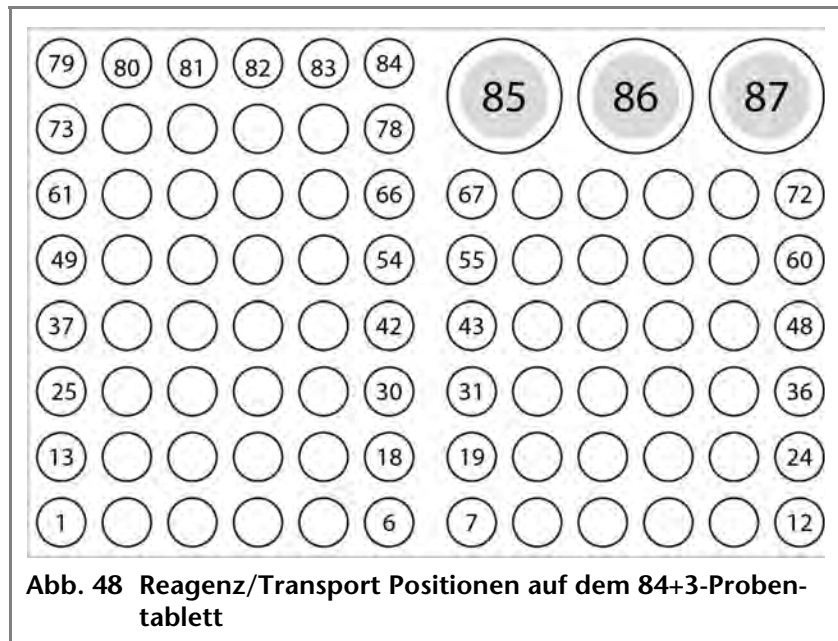 79 80 81 82 83 84 85 86 87
73 78
61 66 67 72
49 54 55 60
37 42 43 48
25 30 31 36
13 18 19 24
1 6 7 12
Abb. 48 Reagenz/Transport Positionen auf dem 84+3-Proben-
tablett